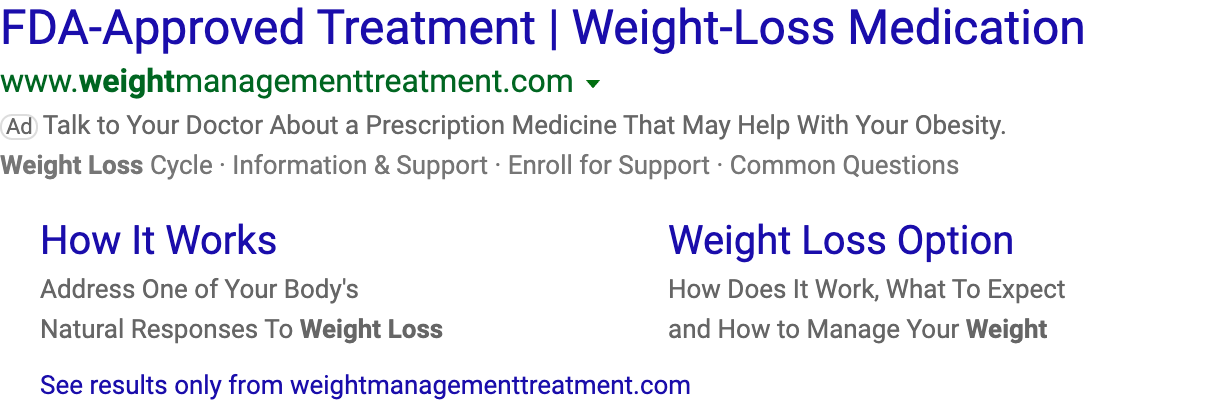 FDA-Approved Treatment | Weight-Loss Medication
www.weightmanagementtreatment.com
Ad Talk to Your Doctor About a Prescription Medicine That May Help With Your Obesity.
Weight Loss Cycle · Information & Support · Enroll for Support · Common Questions
How It Works
Address One of Your Body's
Natural Responses To Weight Loss
Weight Loss Option
How Does It Work, What To Expect
and How to Manage Your Weight
See results only from weightmanagementtreatment.com